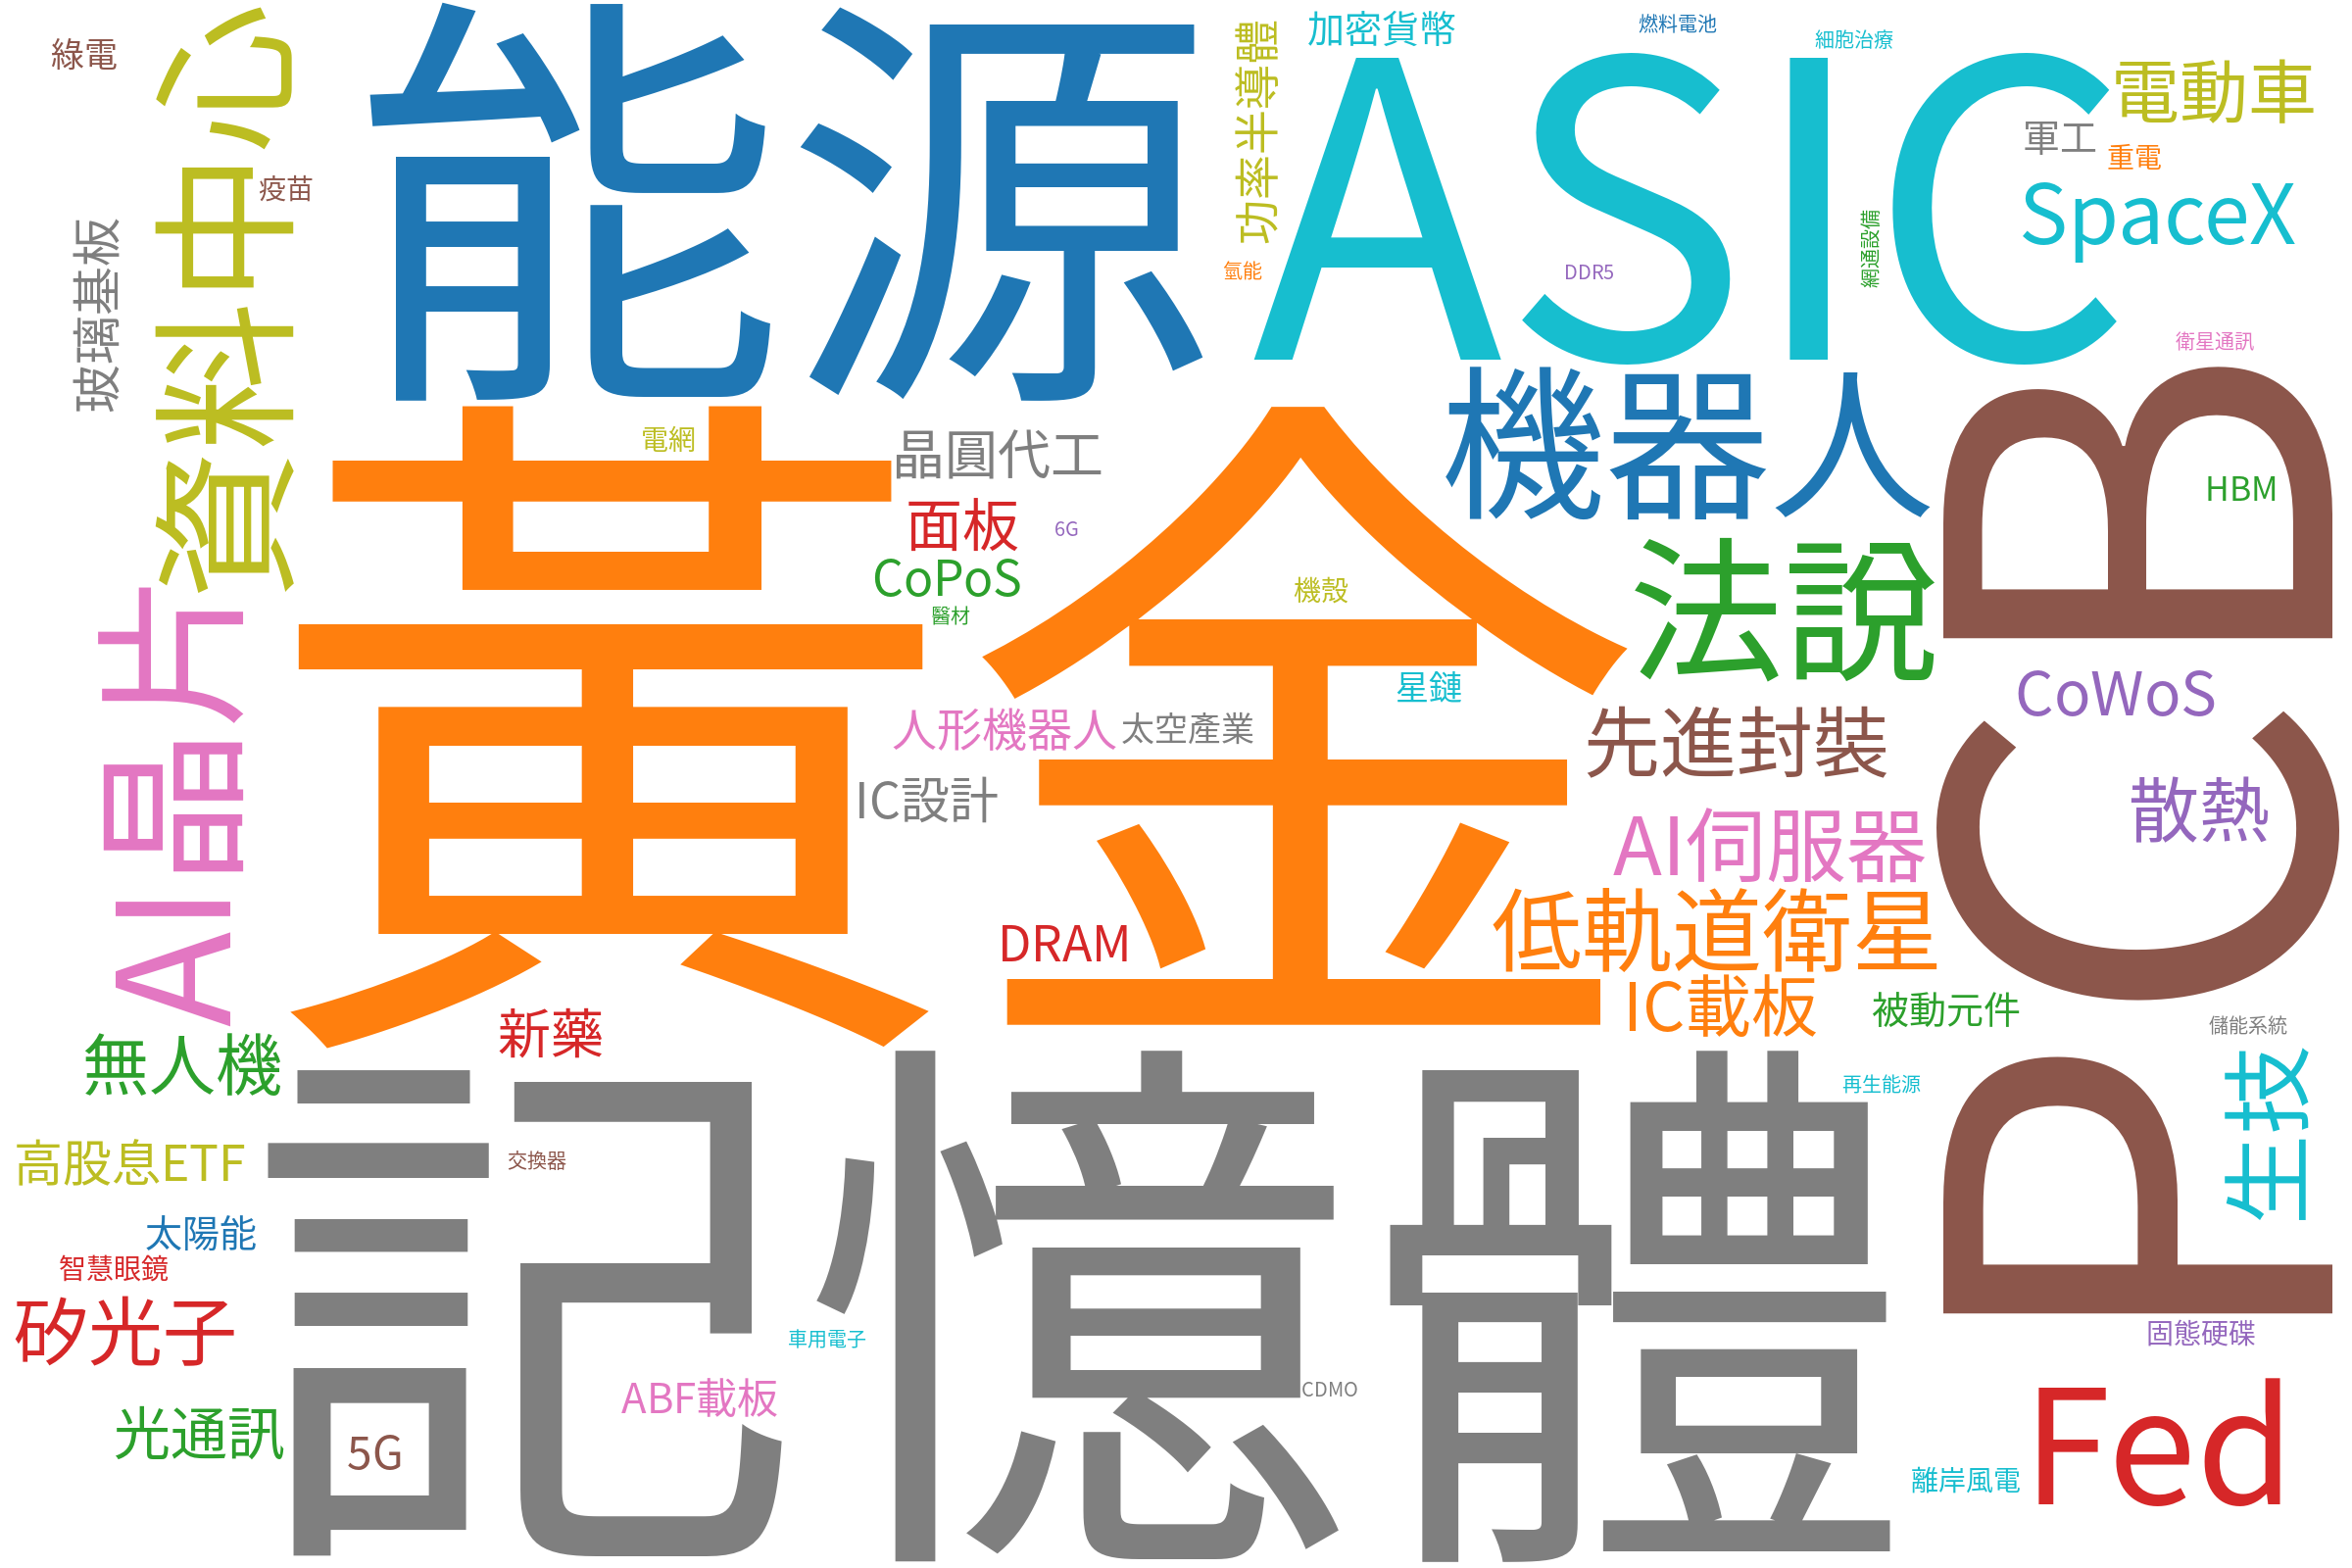 綠電
資料中心
疫苗
玻璃基板
能源
功率半導體
加密貨幣
燃料電池
細胞治療
電動車
軍工
重電
SpaceX
ASIC
氫能
DDR5
網通設備
衛星通訊
機器人
PCB
HBM
電網
晶圓代工
面板
6G
CoPoS
醫材
機殼
法說
黃金
AI晶片
星鏈
CoWoS
人形機器人
太空產業
先進封裝
IC設計
散熱
AI伺服器
DRAM
低軌道衛星
IC載板
被動元件
新藥
儲能系統
無人機
再生能源
生技
高股息ETF
交換器
記憶體
太陽能
智慧眼鏡
矽光子
車用電子
固態硬碟
ABF載板
CDMO
光通訊
5G
離岸風電
Fed